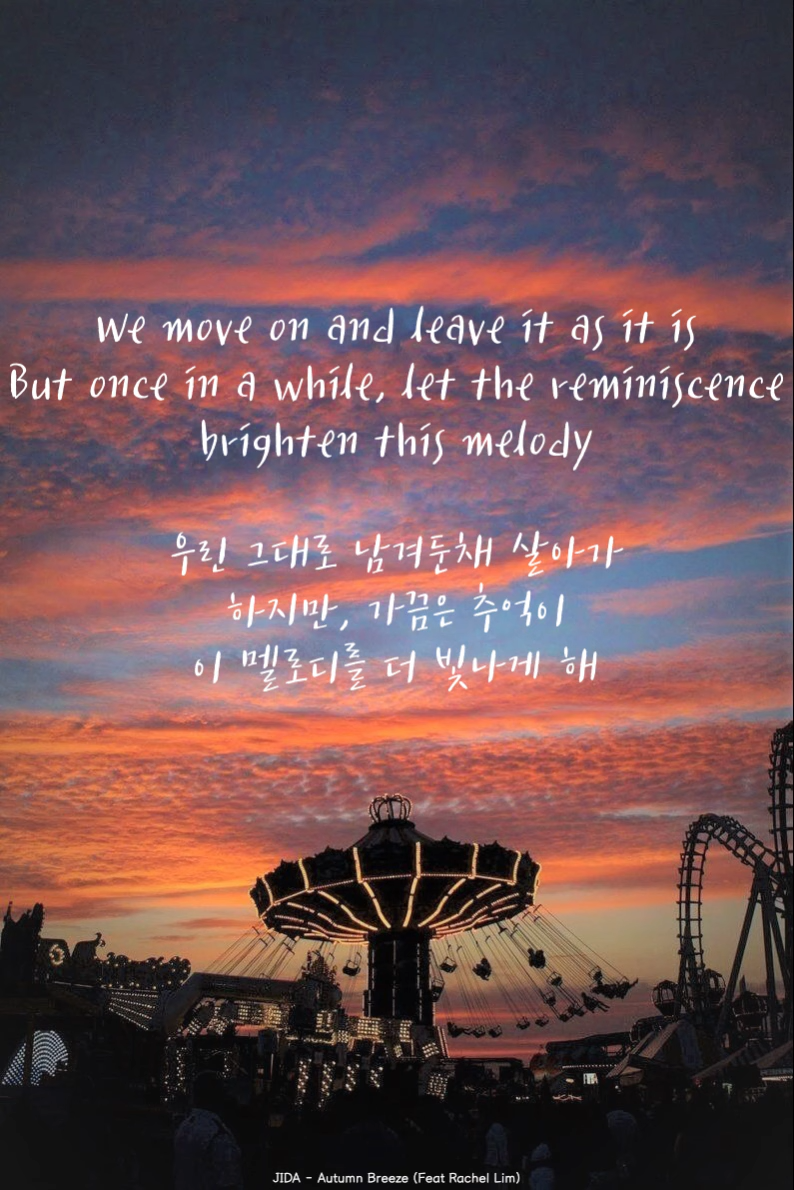 We move on and leave it as it is
But once in a while, let the reminiscence
brighten this melody
우린 그대로 남겨둔채 살아가
하지만, 가끔은 추억이
이 멜로디를 더 빛나게 해
JIDA - Autumn Breeze (Feat Rachel Lim)